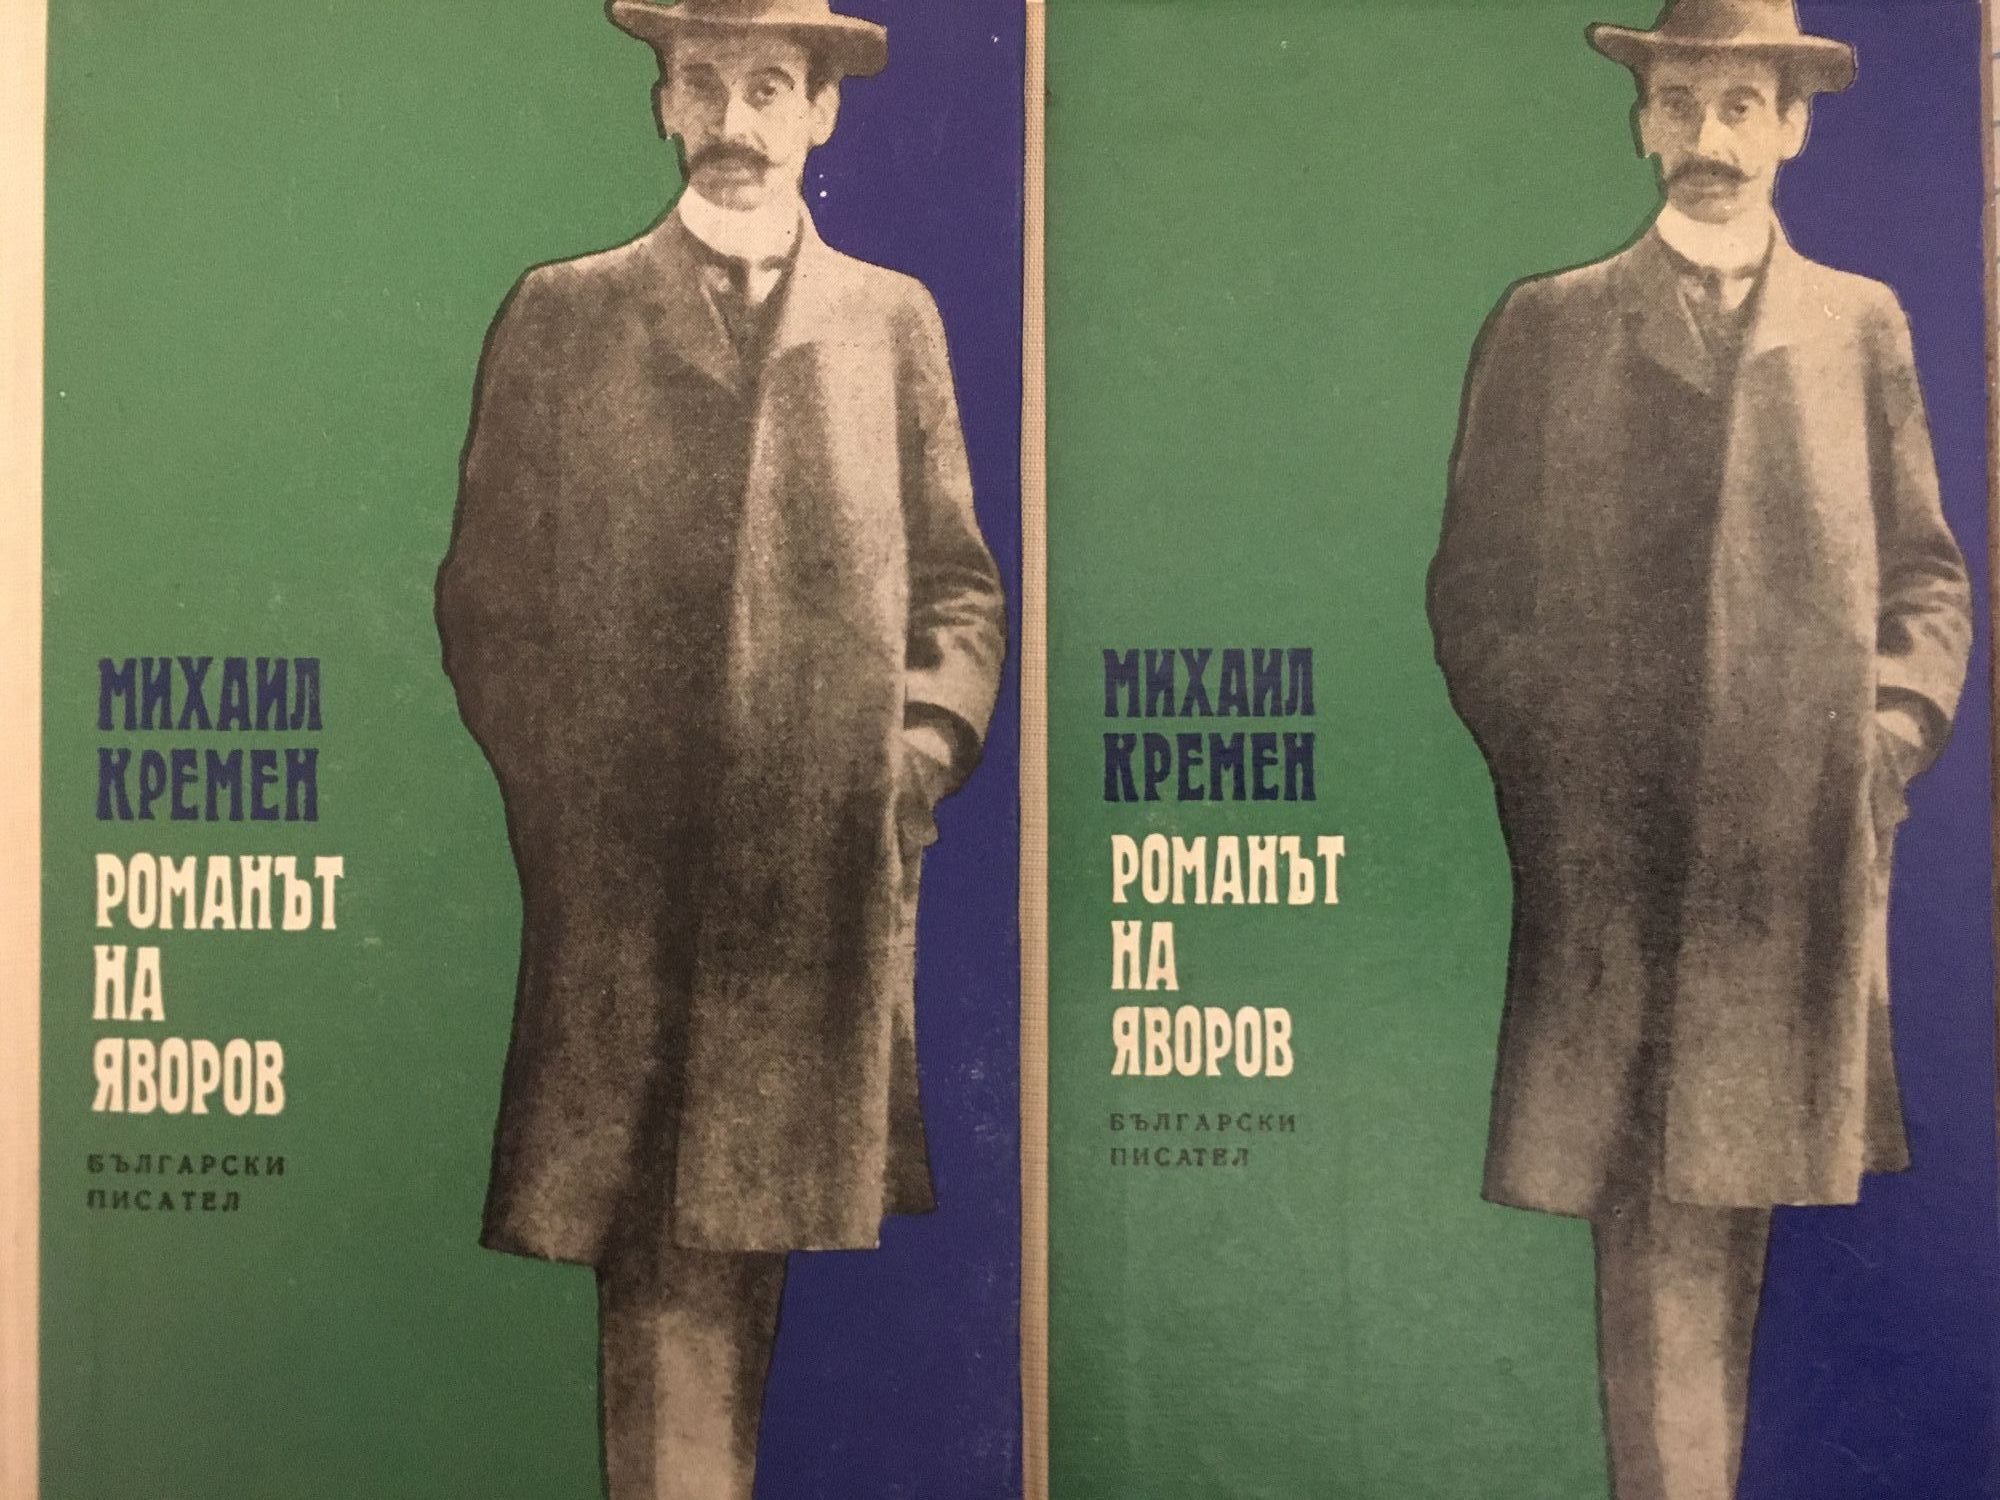 МИХАИЛ
КРЕМЕН
РОМАНЪТ
НА
ЯВОРОВ
БЪЛГАРСКИ
ПИСАТЕЛ
МИХАИЛ
КРЕМЕН
РОМАНЪТ
НА
ЯВОРОВ
БЪЛГАРСКИ
ПИСАТЕЛ